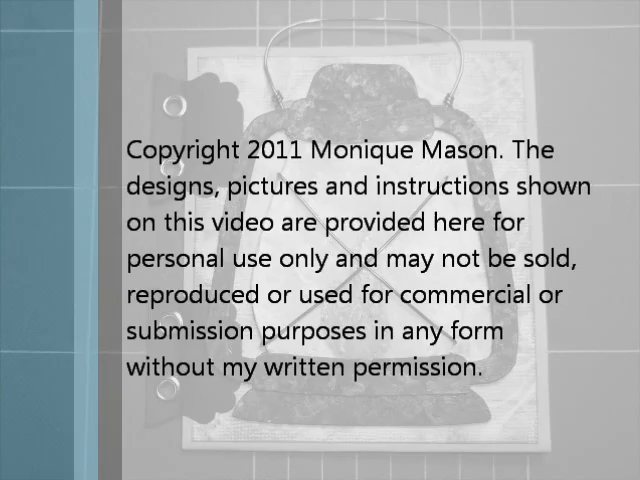 Copyright 2011 Monique Mason. The
designs, pictures and instructions shown
on this video are provided here for
personal use only and may not be sold,
reproduced or used for commercial or
submission purposes in any form
without my written permission.